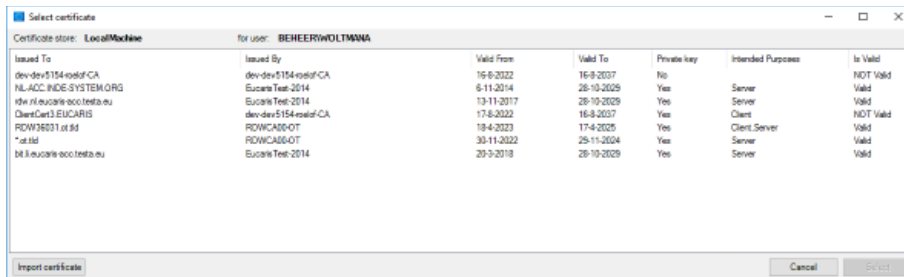 Select certificate
Certificate store: LocalMachine for user: BEHEER\WOLTMANA
Issued To Issued By Valid From Valid To Private key Intended Purposes Is Valid
dev-dev5154-roelof-CA dev-dev5154-roelof-CA 16-8-2022 16-8-2037 No NOT Valid
NL-ACC.INDE-SYSTEM.ORG EucarisTest-2014 6-11-2014 28-10-2029 Yes Server Valid
rdw.nl.eucaris-acc.testa.eu EucarisTest-2014 13-11-2017 28-10-2029 Yes Server Valid
ClientCert3.EUCARIS dev-dev5154-roelof-CA 17-8-2022 16-8-2037 Yes Client NOT Valid
RDW36031.ot.tld RDWCA00-OT 18-4-2023 17-4-2025 Yes Client,Server Valid
*.ot.tld RDWCA00-OT 30-11-2022 29-11-2024 Yes Server Valid
bit.li.eucaris-acc.testa.eu EucarisTest-2014 20-3-2018 28-10-2029 Yes Server Valid
Import certificate Cancel Select